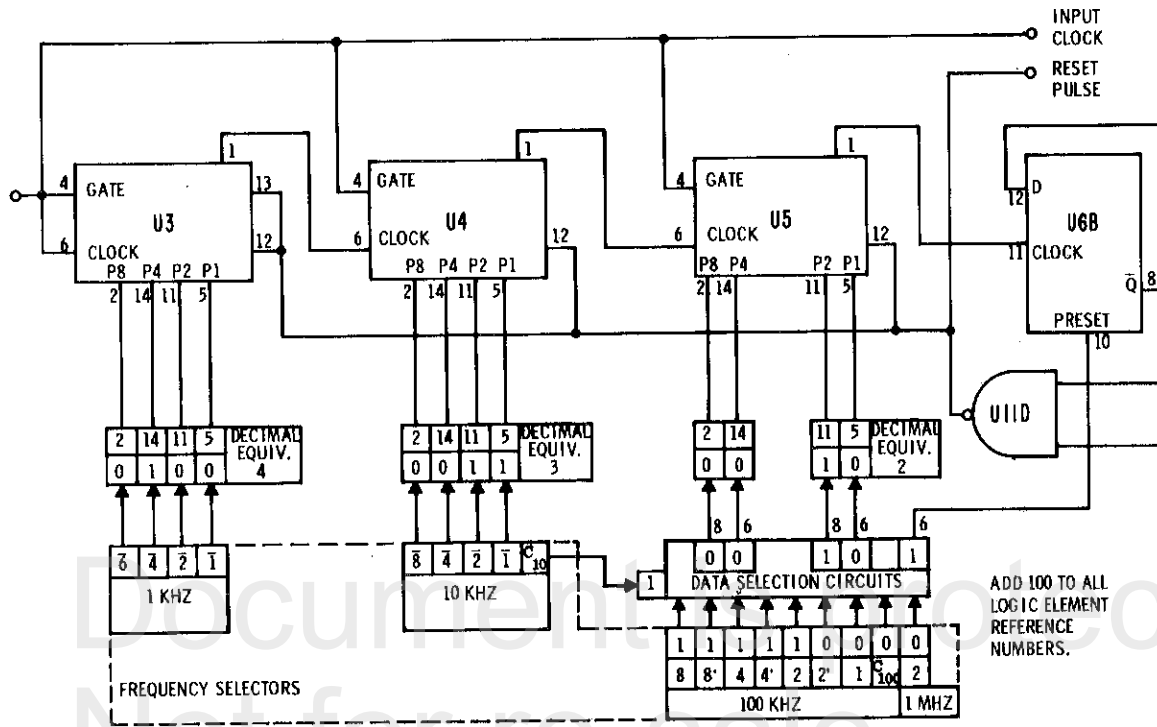 INPUT
CLOCK
RESET
PULSE
1
1
1
4
GATE
13
U3
6
CLOCK
12
P8 P4 P2 P1
2 14 11 5
4
GATE
U4
6
CLOCK
12
P8 P4 P2 P1
2 14 11 5
4
GATE
U5
6
CLOCK
12
P8 P4
P2 P1
2 14
11 5
D
12
U6B
11
CLOCK
Q̅ 8
PRESET
10
U11D
2 14 11 5
0 1 0 0
DECIMAL
EQUIV.
4
2 14 11 5
0 0 1 1
DECIMAL
EQUIV.
3
2 14
0 0
11 5
1 0
DECIMAL
EQUIV.
2
8 6
8 6
6
6̅ 4̅ 2̅ 1̅
1 KHZ
8̅ 4̅ 2̅ 1̅ C̅10
10 KHZ
0 0 1 0 1
1
DATA SELECTION CIRCUITS
1 1 1 1 1 0 0 0 0
8 8' 4 4' 2 2' 1 C̅100 2
100 KHZ
1 MHZ
ADD 100 TO ALL
LOGIC ELEMENT
REFERENCE
NUMBERS.
FREQUENCY SELECTORS
Document is protec